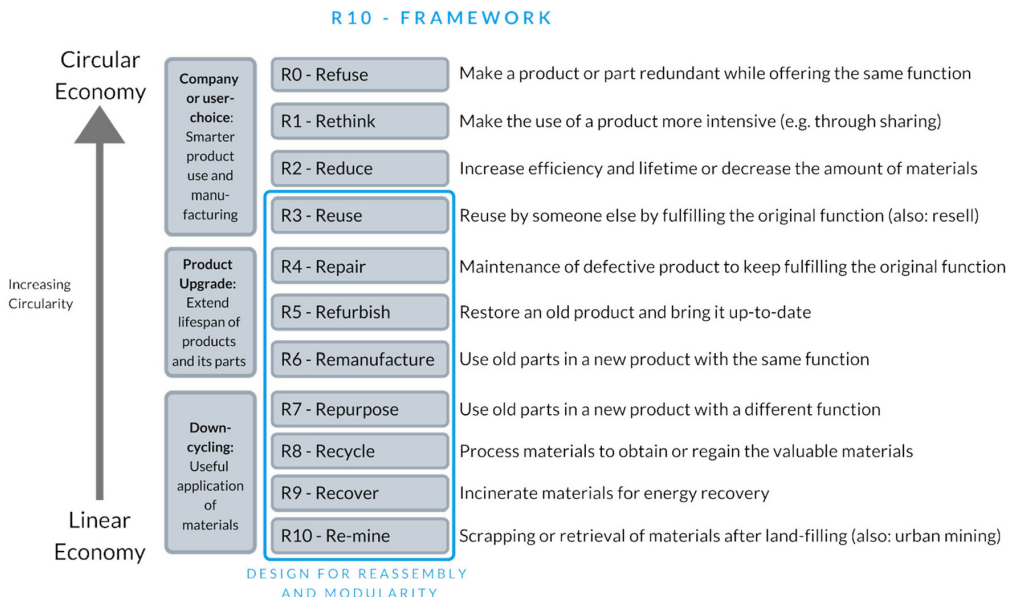 R10 - FRAMEWORK
Circular
Economy
Increasing
Circularity
Linear
Economy
Company
or user-
choice:
Smarter
product
use and
manu-
facturing
R0 - Refuse
Make a product or part redundant while offering the same function
R1 - Rethink
Make the use of a product more intensive (e.g. through sharing)
R2 - Reduce
Increase efficiency and lifetime or decrease the amount of materials
R3 - Reuse
Reuse by someone else by fulfilling the original function (also: resell)
Product
Upgrade:
Extend
lifespan of
products
and its parts
R4 - Repair
Maintenance of defective product to keep fulfilling the original function
R5 - Refurbish
Restore an old product and bring it up-to-date
R6 - Remanufacture
Use old parts in a new product with the same function
Down-
cycling:
Useful
application
of
materials
R7 - Repurpose
Use old parts in a new product with a different function
R8 - Recycle
Process materials to obtain or regain the valuable materials
R9 - Recover
Incinerate materials for energy recovery
R10 - Re-mine
Scrapping or retrieval of materials after land-filling (also: urban mining)
DESIGN FOR REASSEMBLY
AND MODULARITY